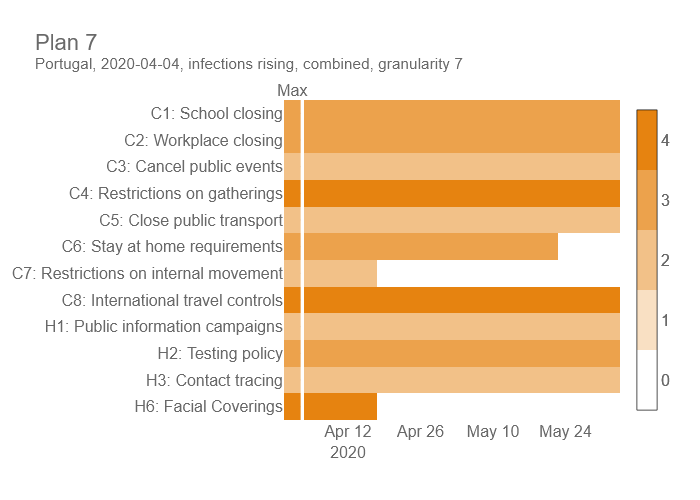 Plan 7
Portugal, 2020-04-04, infections rising, combined, granularity 7
Max
C1: School closing
C2: Workplace closing
C3: Cancel public events
C4: Restrictions on gatherings
C5: Close public transport
C6: Stay at home requirements
C7: Restrictions on internal movement
C8: International travel controls
H1: Public information campaigns
H2: Testing policy
H3: Contact tracing
H6: Facial Coverings
Apr 12 Apr 26 May 10 May 24
2020
4
3
2
1
0